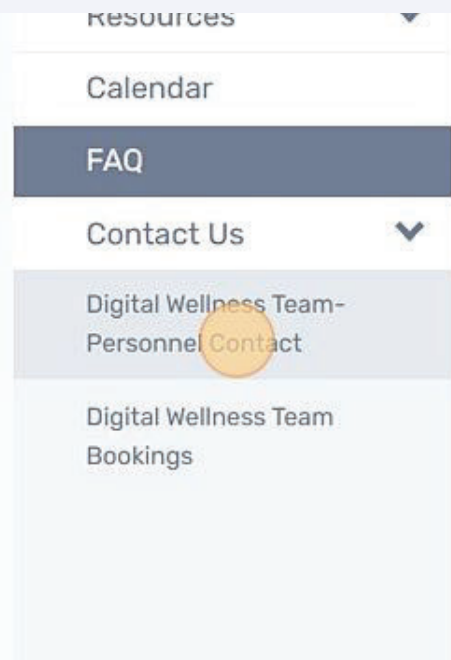 Resources
Calendar
FAQ
Contact Us
Digital Wellness Team-
Personnel Contact
Digital Wellness Team
Bookings